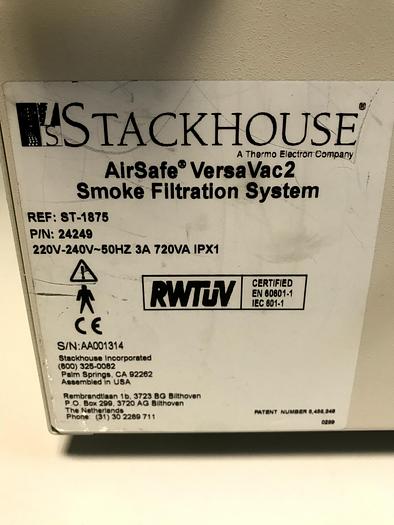 STACKHOUSE®
A Thermo Electron Company
AirSafe® VersaVac2
Smoke Filtration System
REF: ST-1875
P/N: 24249
220V-240V~50HZ 3A 720VA IPX1
RWTÜV
CERTIFIED
EN 60601-1
IEC 601-1
CE
S/N: AA001314
Stackhouse Incorporated
(800) 325-0082
Palm Springs, CA 92262
Assembled in USA
Rembrandtlaan 1b, 3723 BG Bilthoven
P.O. Box 299, 3720 AG Bilthoven
The Netherlands
Phone: (31) 30 2289 711
PATENT NUMBER
0299